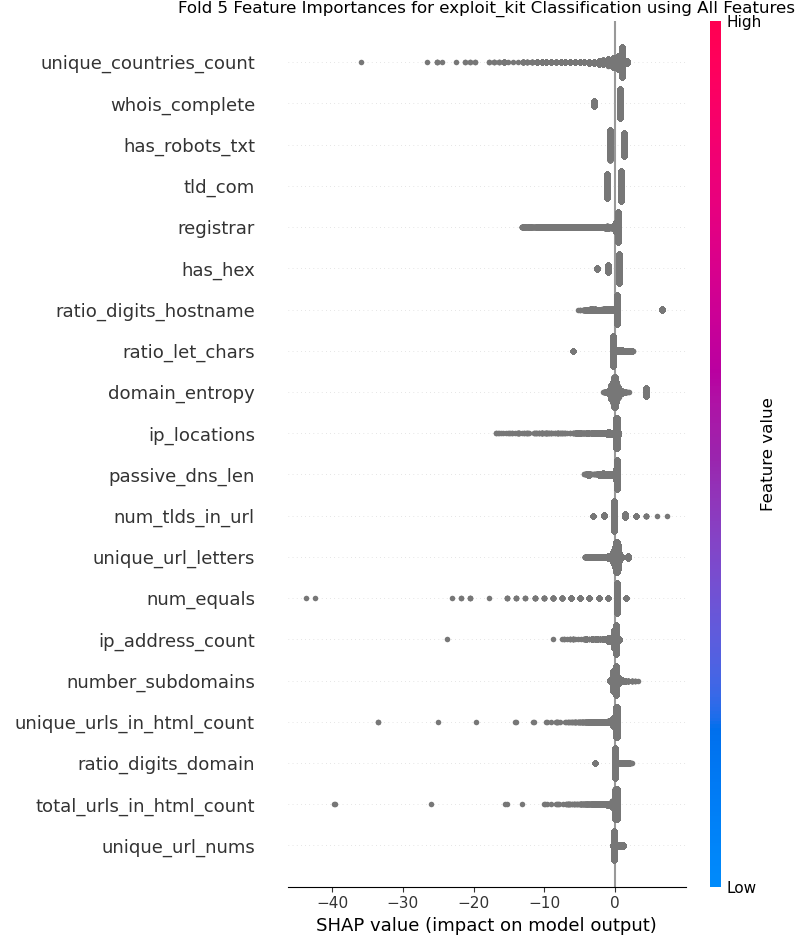 Fold 5 Feature Importances for exploit_kit Classification using All Features
High
unique_countries_count
whois_complete
has_robots_txt
tld_com
registrar
has_hex
ratio_digits_hostname
ratio_let_chars
domain_entropy
ip_locations
passive_dns_len
num_tlds_in_url
unique_url_letters
num_equals
ip_address_count
number_subdomains
unique_urls_in_html_count
ratio_digits_domain
total_urls_in_html_count
unique_url_nums
Feature value
Low
−40 −30 −20 −10 0
SHAP value (impact on model output)